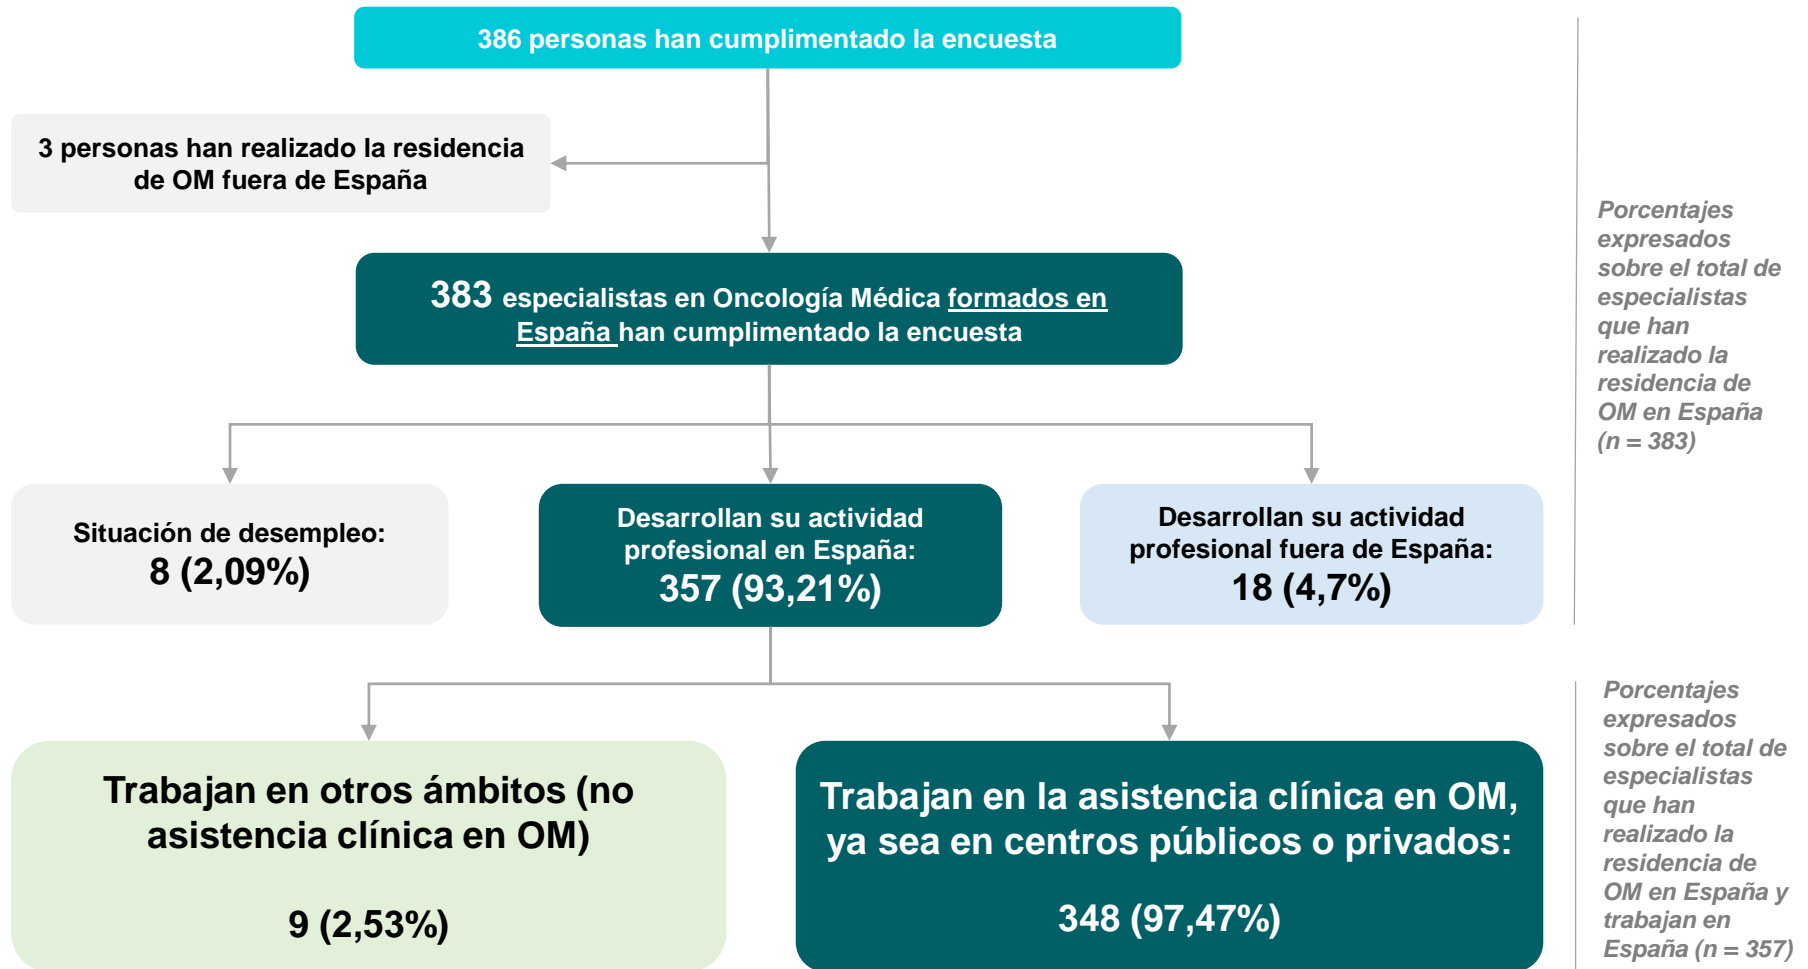 386 personas han cumplimentado la encuesta
3 personas han realizado la residencia
de OM fuera de España
383 especialistas en Oncología Médica formados en
España han cumplimentado la encuesta
Porcentajes
expresados
sobre el total de
especialistas
que han
realizado la
residencia de
OM en España
(n = 383)
Situación de desempleo:
8 (2,09%)
Desarrollan su actividad
profesional en España:
357 (93,21%)
Desarrollan su actividad
profesional fuera de España:
18 (4,7%)
Trabajan en otros ámbitos (no
asistencia clínica en OM)
9 (2,53%)
Trabajan en la asistencia clínica en OM,
ya sea en centros públicos o privados:
348 (97,47%)
Porcentajes
expresados
sobre el total de
especialistas
que han
realizado la
residencia de
OM en España y
trabajan en
España (n = 357)